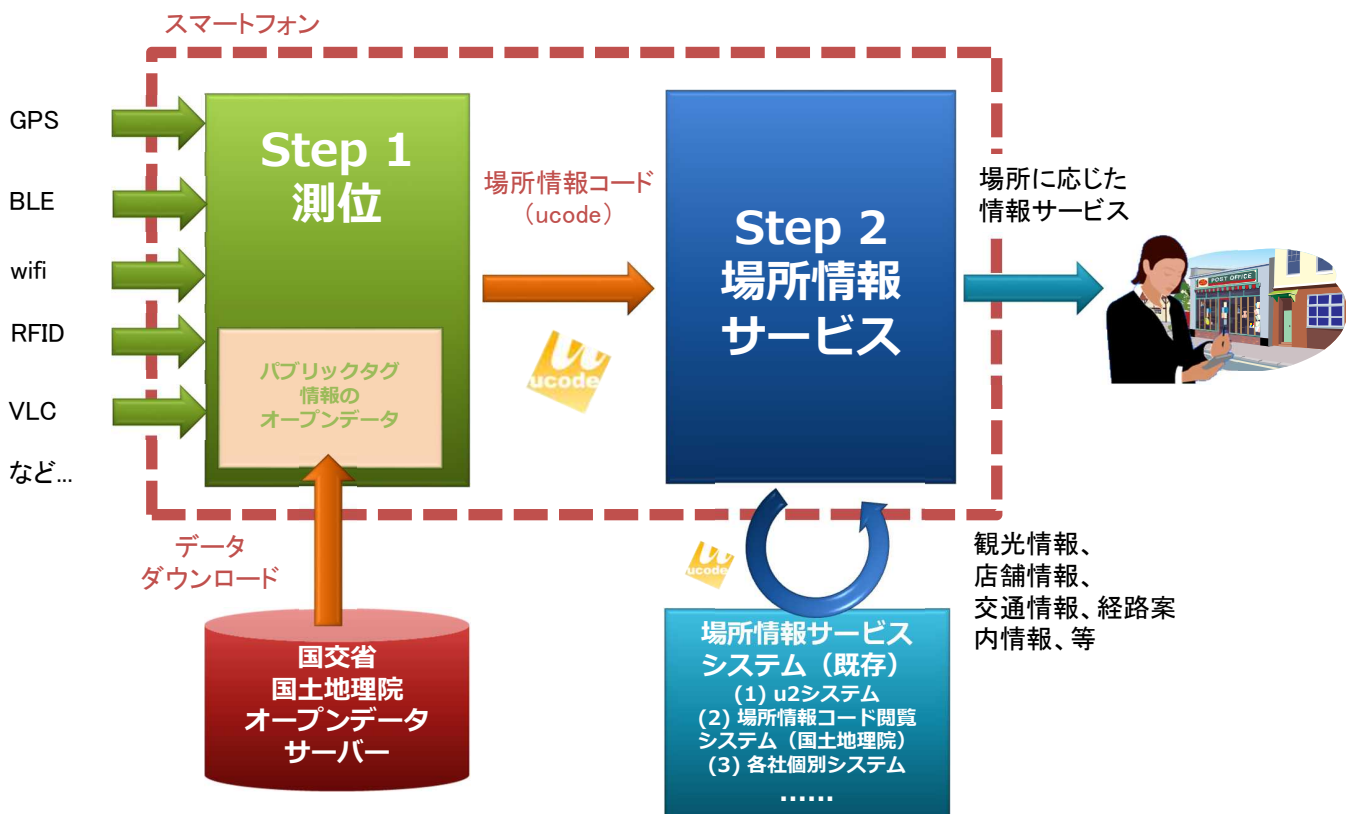 スマートフォン
GPS
BLE
wifi
RFID
VLC
など...
Step 1
測位
パブリックタグ
情報の
オープンデータ
場所情報コード
（ucode）
ucode
Step 2
場所情報
サービス
場所に応じた
情報サービス
POST OFFICE
データ
ダウンロード
国交省
国土地理院
オープンデータ
サーバー
ucode
場所情報サービス
システム（既存）
(1) u2システム
(2) 場所情報コード閲覧
システム（国土地理院）
(3) 各社個別システム
......
観光情報、
店舗情報、
交通情報、経路案
内情報、等